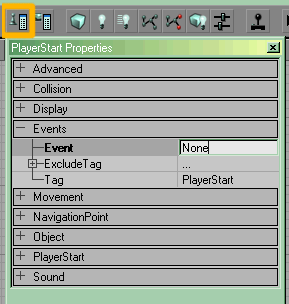 PlayerStart Properties
Advanced
Collision
Display
Events
Event None
ExcludeTag ...
Tag PlayerStart
Movement
NavigationPoint
Object
PlayerStart
Sound